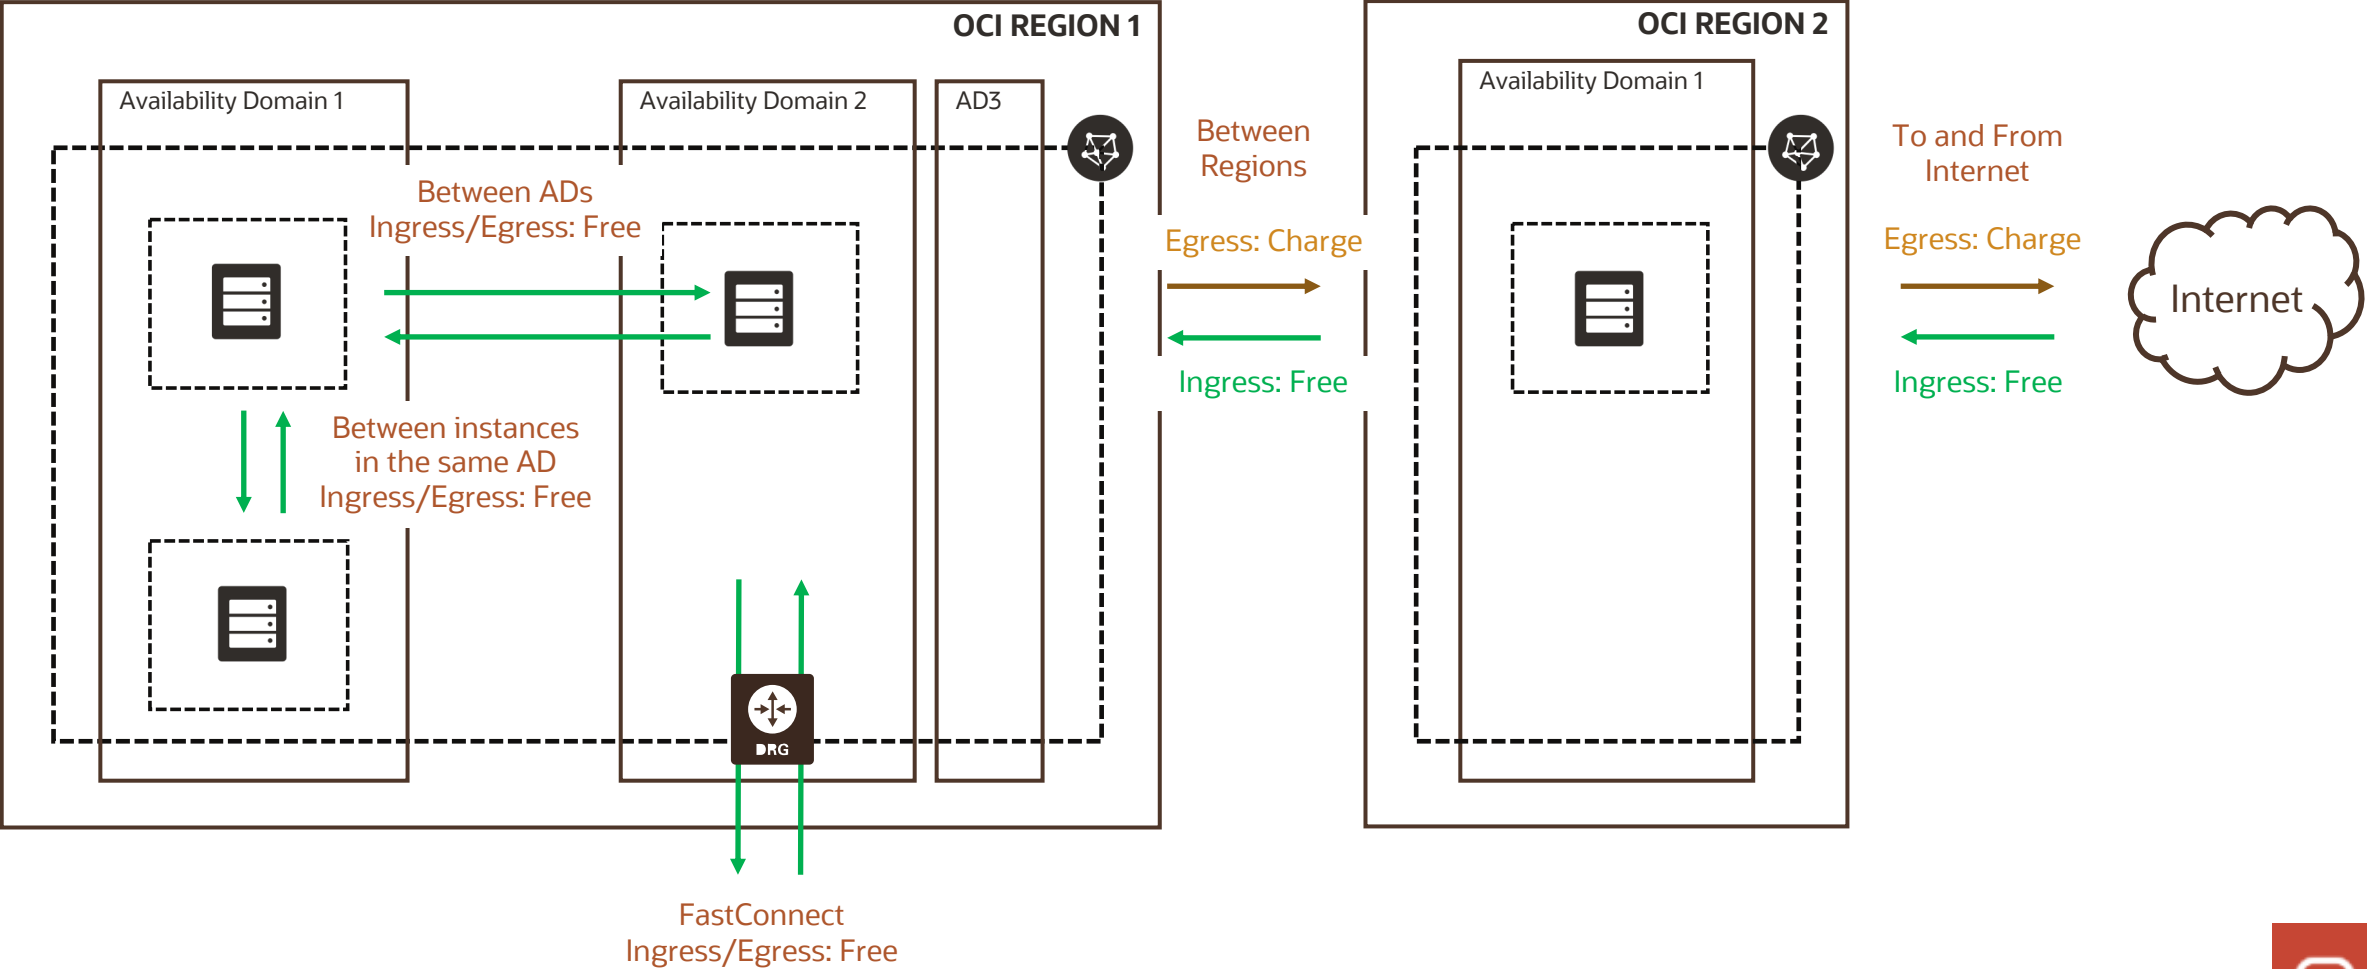 OCI REGION 1
OCI REGION 2
Availability Domain 1
Availability Domain 2
AD3
Availability Domain 1
Between
Regions
To and From
Internet
Between ADs
Ingress/Egress: Free
Egress: Charge
Egress: Charge
Internet
Ingress: Free
Ingress: Free
Between instances
in the same AD
Ingress/Egress: Free
DRG
FastConnect
Ingress/Egress: Free